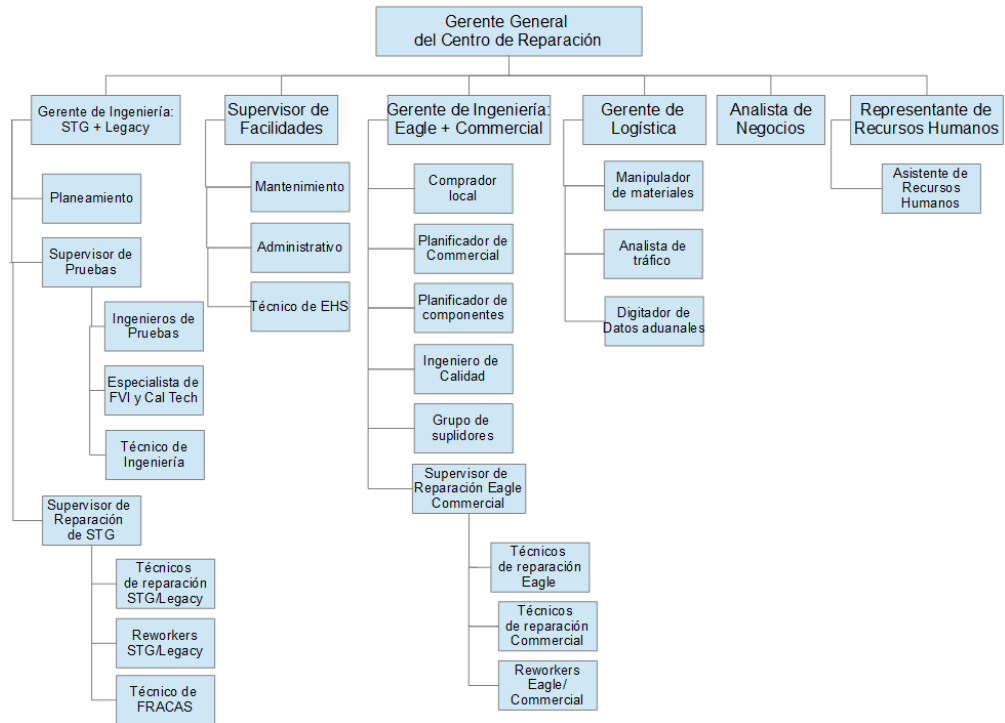 Gerente General
del Centro de Reparación
Gerente de Ingeniería:
STG + Legacy
Supervisor de
Facilidades
Gerente de Ingeniería:
Eagle + Commercial
Gerente de
Logística
Analista de
Negocios
Representante de
Recursos Humanos
Planeamiento
Supervisor de
Pruebas
Ingenieros de
Pruebas
Especialista de
FVI y Cal Tech
Técnico de
Ingeniería
Supervisor de
Reparación
de STG
Técnicos
de reparación
STG/Legacy
Reworkers
STG/Legacy
Técnico de
FRACAS
Mantenimiento
Administrativo
Técnico de EHS
Comprador
local
Planificador de
Commercial
Planificador de
componentes
Ingeniero de
Calidad
Grupo de
suplidores
Supervisor de
Reparación Eagle
Commercial
Técnicos
de reparación
Eagle
Técnicos
de reparación
Commercial
Reworkers
Eagle/
Commercial
Manipulador
de materiales
Analista de
tráfico
Digitador de
Datos aduanales
Asistente de
Recursos
Humanos